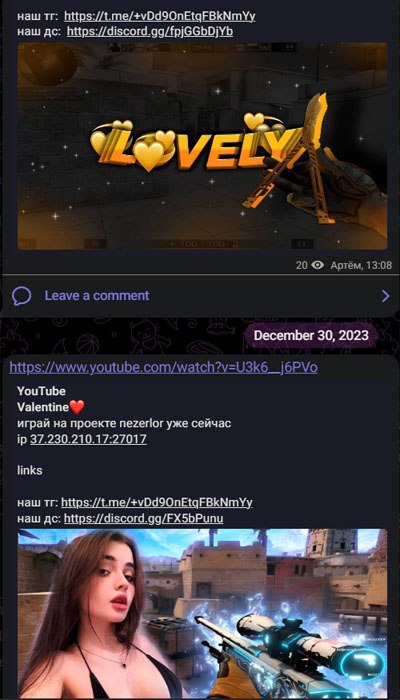 наш тг: https://t.me/+vDd9OnEtqFBkNmYy
наш дс: https://discord.gg/fpjGGbDjYb
LOVELY
20 Артём, 13:08
Leave a comment
December 30, 2023
https://www.youtube.com/watch?v=U3k6__j6PVo
YouTube
Valentine❤️
играй на проекте nezerlor уже сейчас
ip 37.230.210.17:27017
links
наш тг: https://t.me/+vDd9OnEtqFBkNmYy
наш дс: https://discord.gg/FX5bPunu